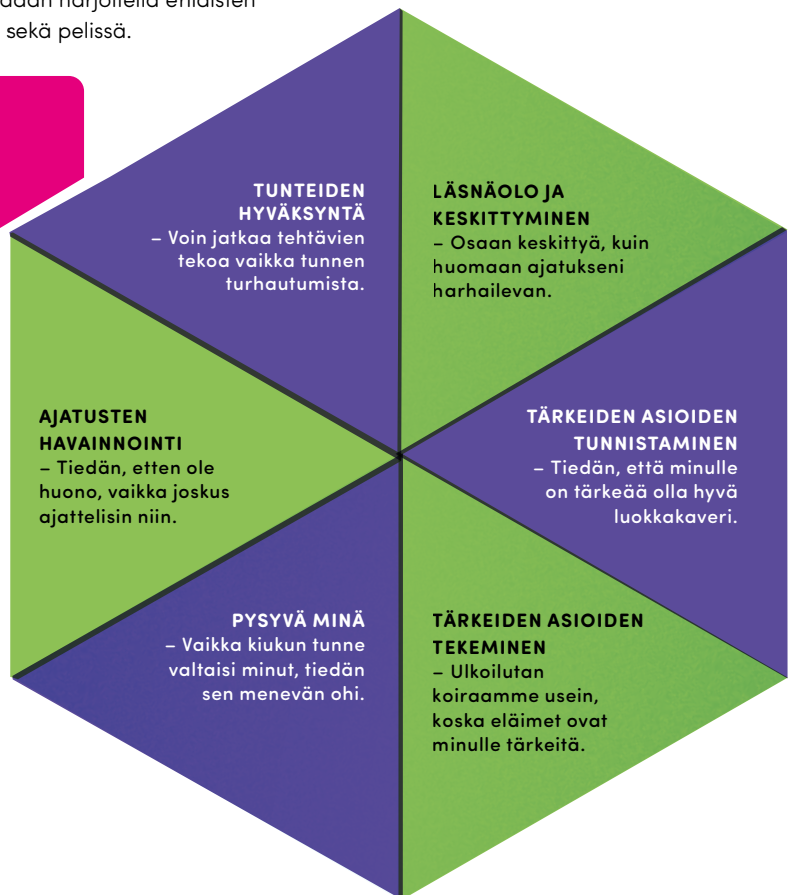 harjoitella erilaisten
sekä pelissä.
TUNTEIDEN
HYVÄKSYNTÄ
– Voin jatkaa tehtävien
tekoa vaikka tunnen
turhautumista.
LÄSNÄOLO JA
KESKITTYMINEN
– Osaan keskittyä, kuin
huomaan ajatukseni
harhailevan.
AJATUSTEN
HAVAINNOINTI
– Tiedän, etten ole
huono, vaikka joskus
ajattelisin niin.
TÄRKEIDEN ASIOIDEN
TUNNISTAMINEN
– Tiedän, että minulle
on tärkeää olla hyvä
luokkakaveri.
PYSYVÄ MINÄ
– Vaikka kiukun tunne
valtaisi minut, tiedän
sen menevän ohi.
TÄRKEIDEN ASIOIDEN
TEKEMINEN
– Ulkoilutan
koiraamme usein,
koska eläimet ovat
minulle tärkeitä.